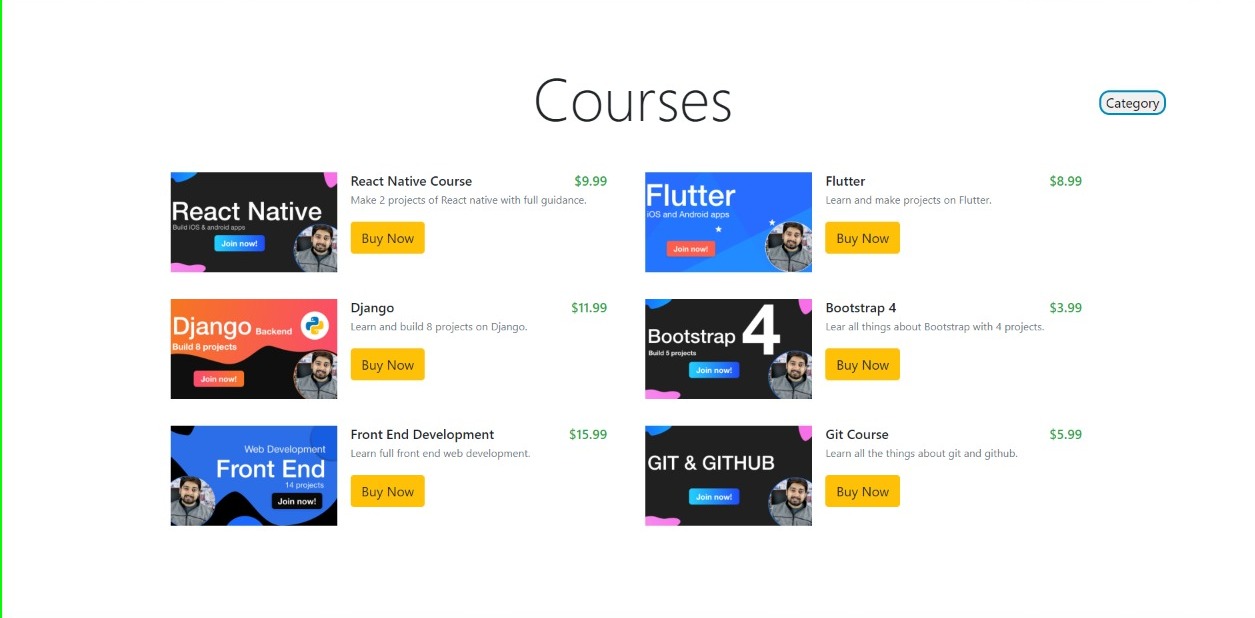 Courses
Category
React Native
Build iOS & android apps
Join now!
React Native Course
$9.99
Make 2 projects of React native with full guidance.
Buy Now
Flutter
iOS and Android apps
Join now!
Flutter
$8.99
Learn and make projects on Flutter.
Buy Now
Django Backend
Build 8 projects
Join now!
Django
$11.99
Learn and build 8 projects on Django.
Buy Now
Bootstrap 4
Build 5 projects
Join now!
Bootstrap 4
$3.99
Lear all things about Bootstrap with 4 projects.
Buy Now
Web Development
Front End
14 projects
Join now!
Front End Development
$15.99
Learn full front end web development.
Buy Now
GIT & GITHUB
Join now!
Git Course
$5.99
Learn all the things about git and github.
Buy Now